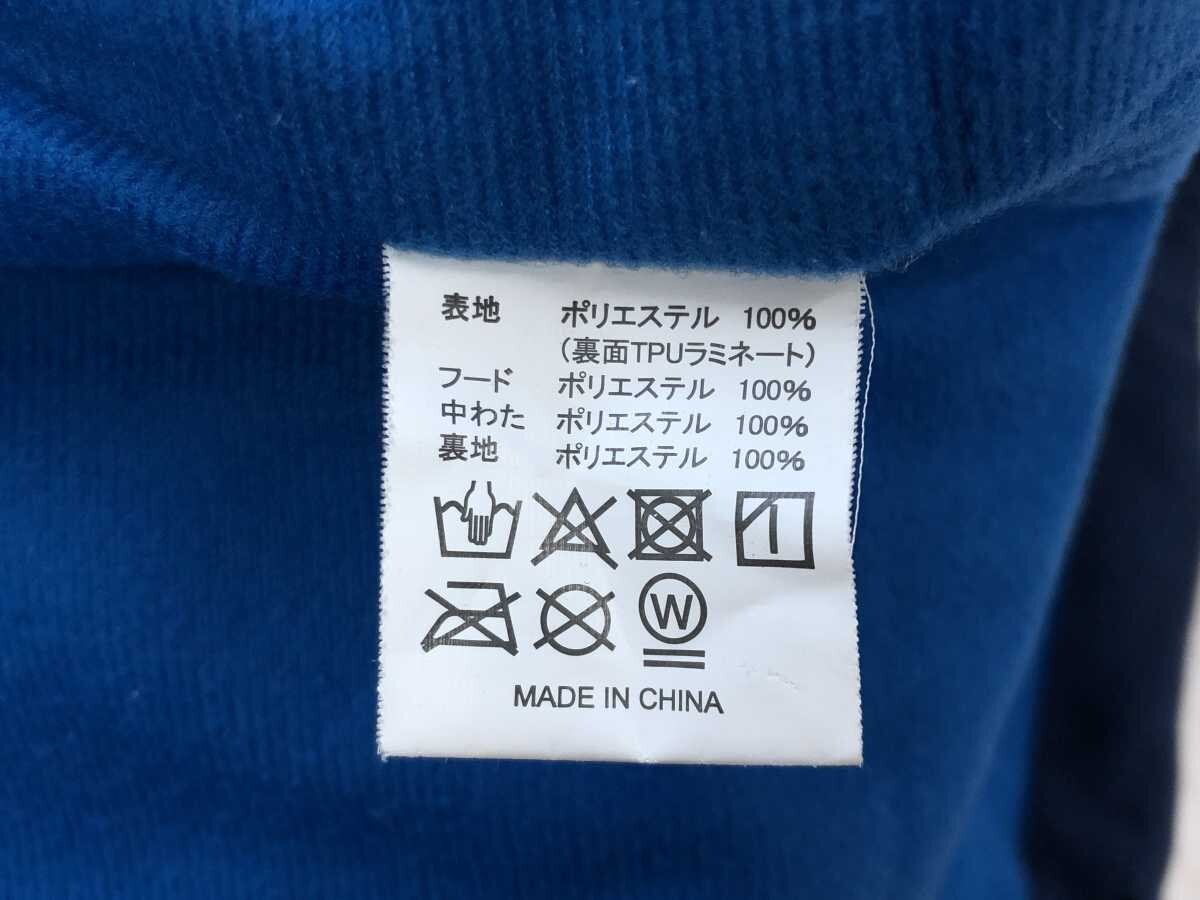 表地 ポリエステル 100%
(裏面TPUラミネート)
フード ポリエステル 100%
中わた ポリエステル 100%
裏地 ポリエステル 100%
W
MADE IN CHINA